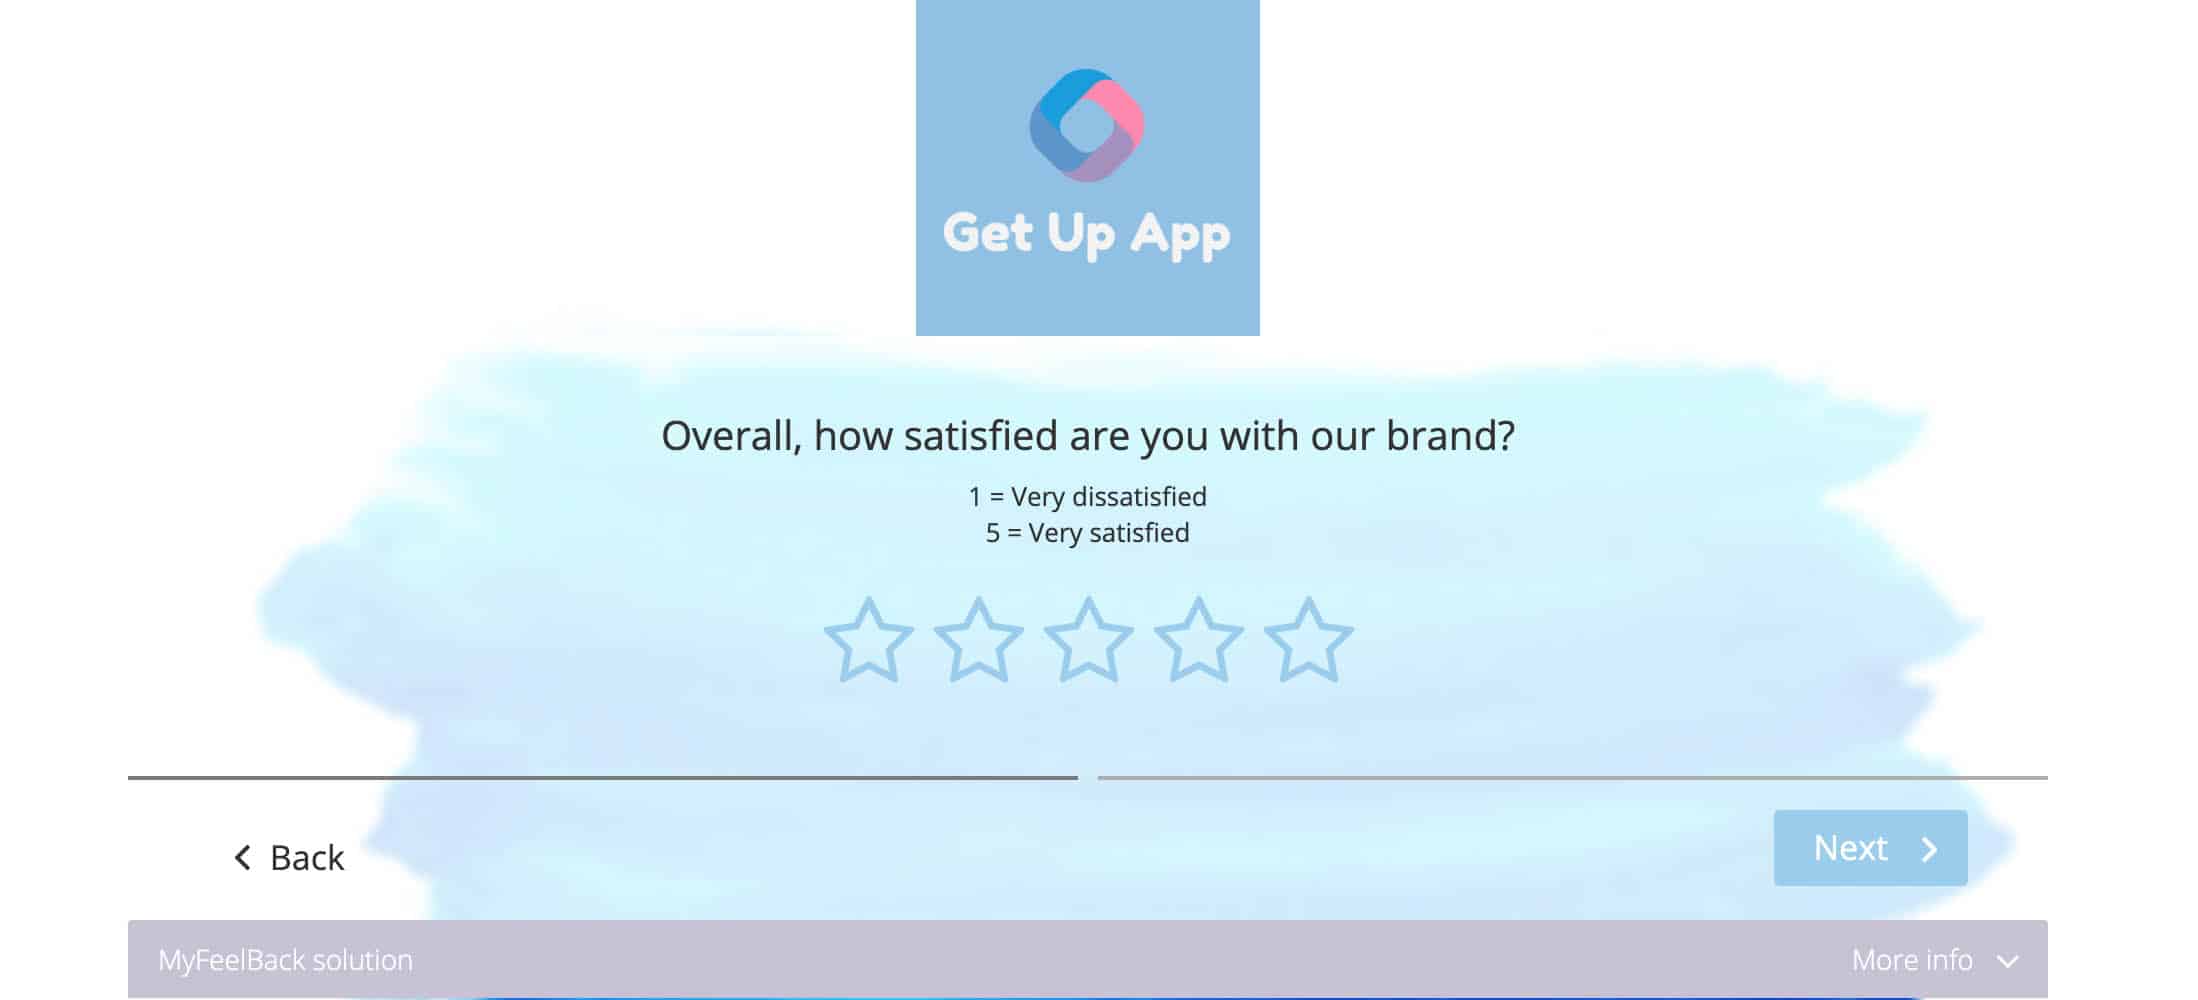 Get Up App
Overall, how satisfied are you with our brand?
1 = Very dissatisfied
5 = Very satisfied
Back
Next
MyFeelBack solution
More info